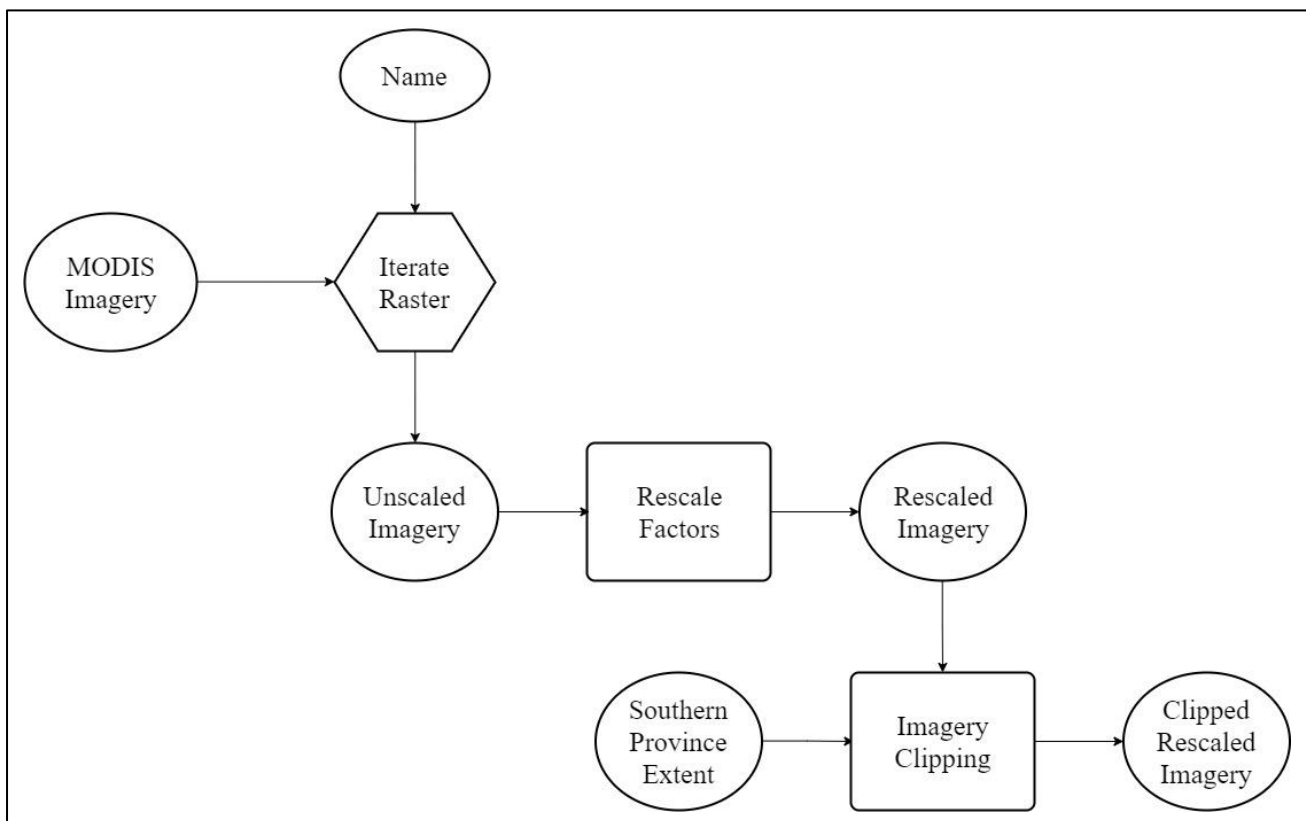 Name
MODIS
Imagery
Iterate
Raster
Unscaled
Imagery
Rescale
Factors
Rescaled
Imagery
Southern
Province
Extent
Imagery
Clipping
Clipped
Rescaled
Imagery